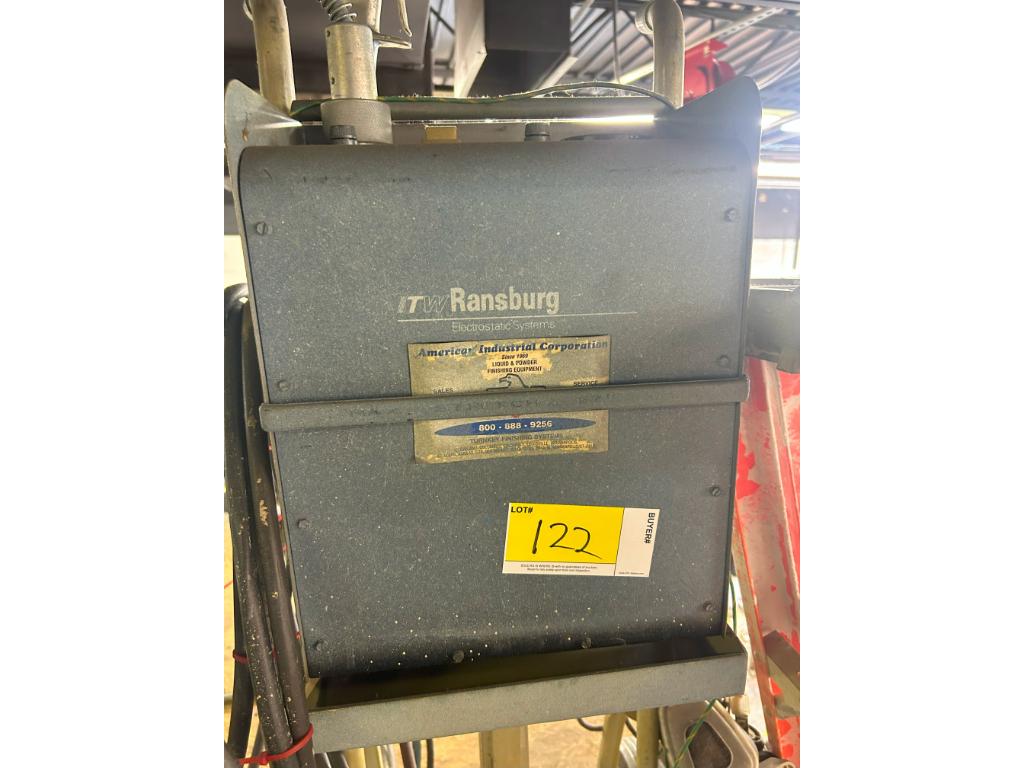 ITW Ransburg
Electrostatic Systems
American Industrial Corporation
Since 1969
LIQUID & POWDER
FINISHING EQUIPMENT
SALES SERVICE
800 - 888 - 9256
TURNKEY FINISHING SYSTEMS
LOT#
122
BUYER#